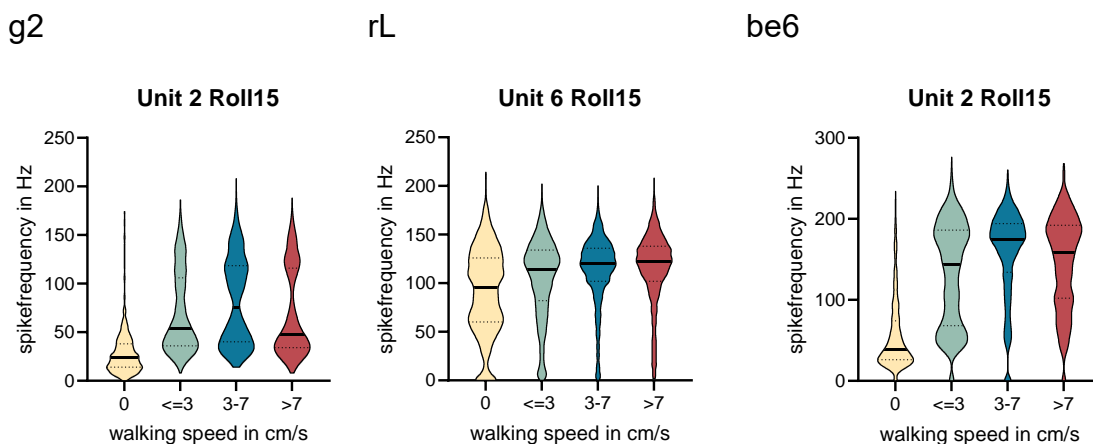 g2
rL
be6
Unit 2 Roll15
Unit 6 Roll15
Unit 2 Roll15
spikefrequency in Hz
250
200
150
100
50
0
0 <=3 3-7 >7
walking speed in cm/s
spikefrequency in Hz
250
200
150
100
50
0
0 <=3 3-7 >7
walking speed in cm/s
spikefrequency in Hz
300
200
100
0
0 <=3 3-7 >7
walking speed in cm/s